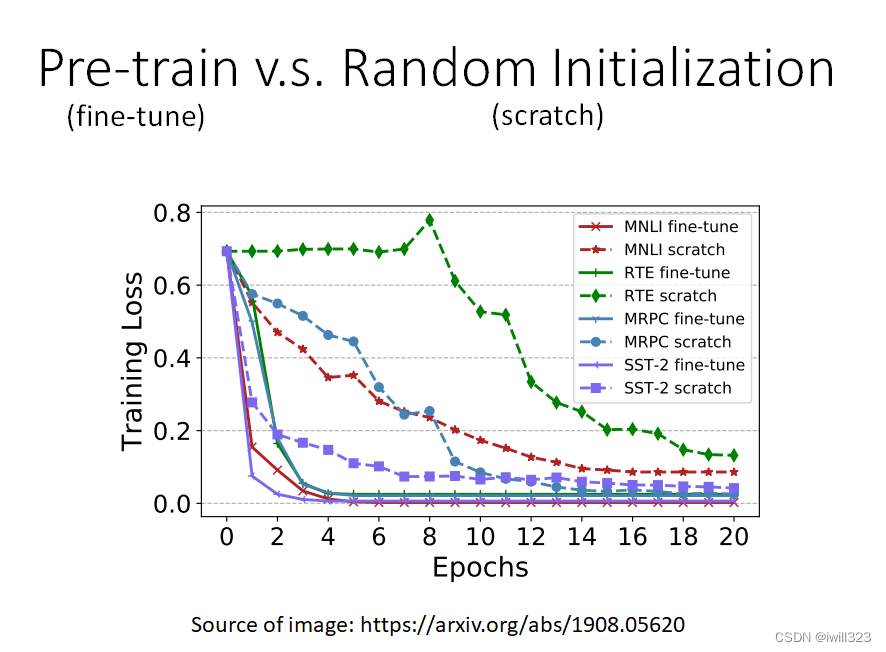 Pre-train v.s. Random Initialization
(fine-tune) (scratch)
0.8
0.6
0.4
0.2
0.0
Training Loss
MNLI fine-tune
MNLI scratch
RTE fine-tune
RTE scratch
MRPC fine-tune
MRPC scratch
SST-2 fine-tune
SST-2 scratch
0 2 4 6 8 10 12 14 16 18 20
Epochs
Source of image: https://arxiv.org/abs/1908.05620
CSDN @iwill323